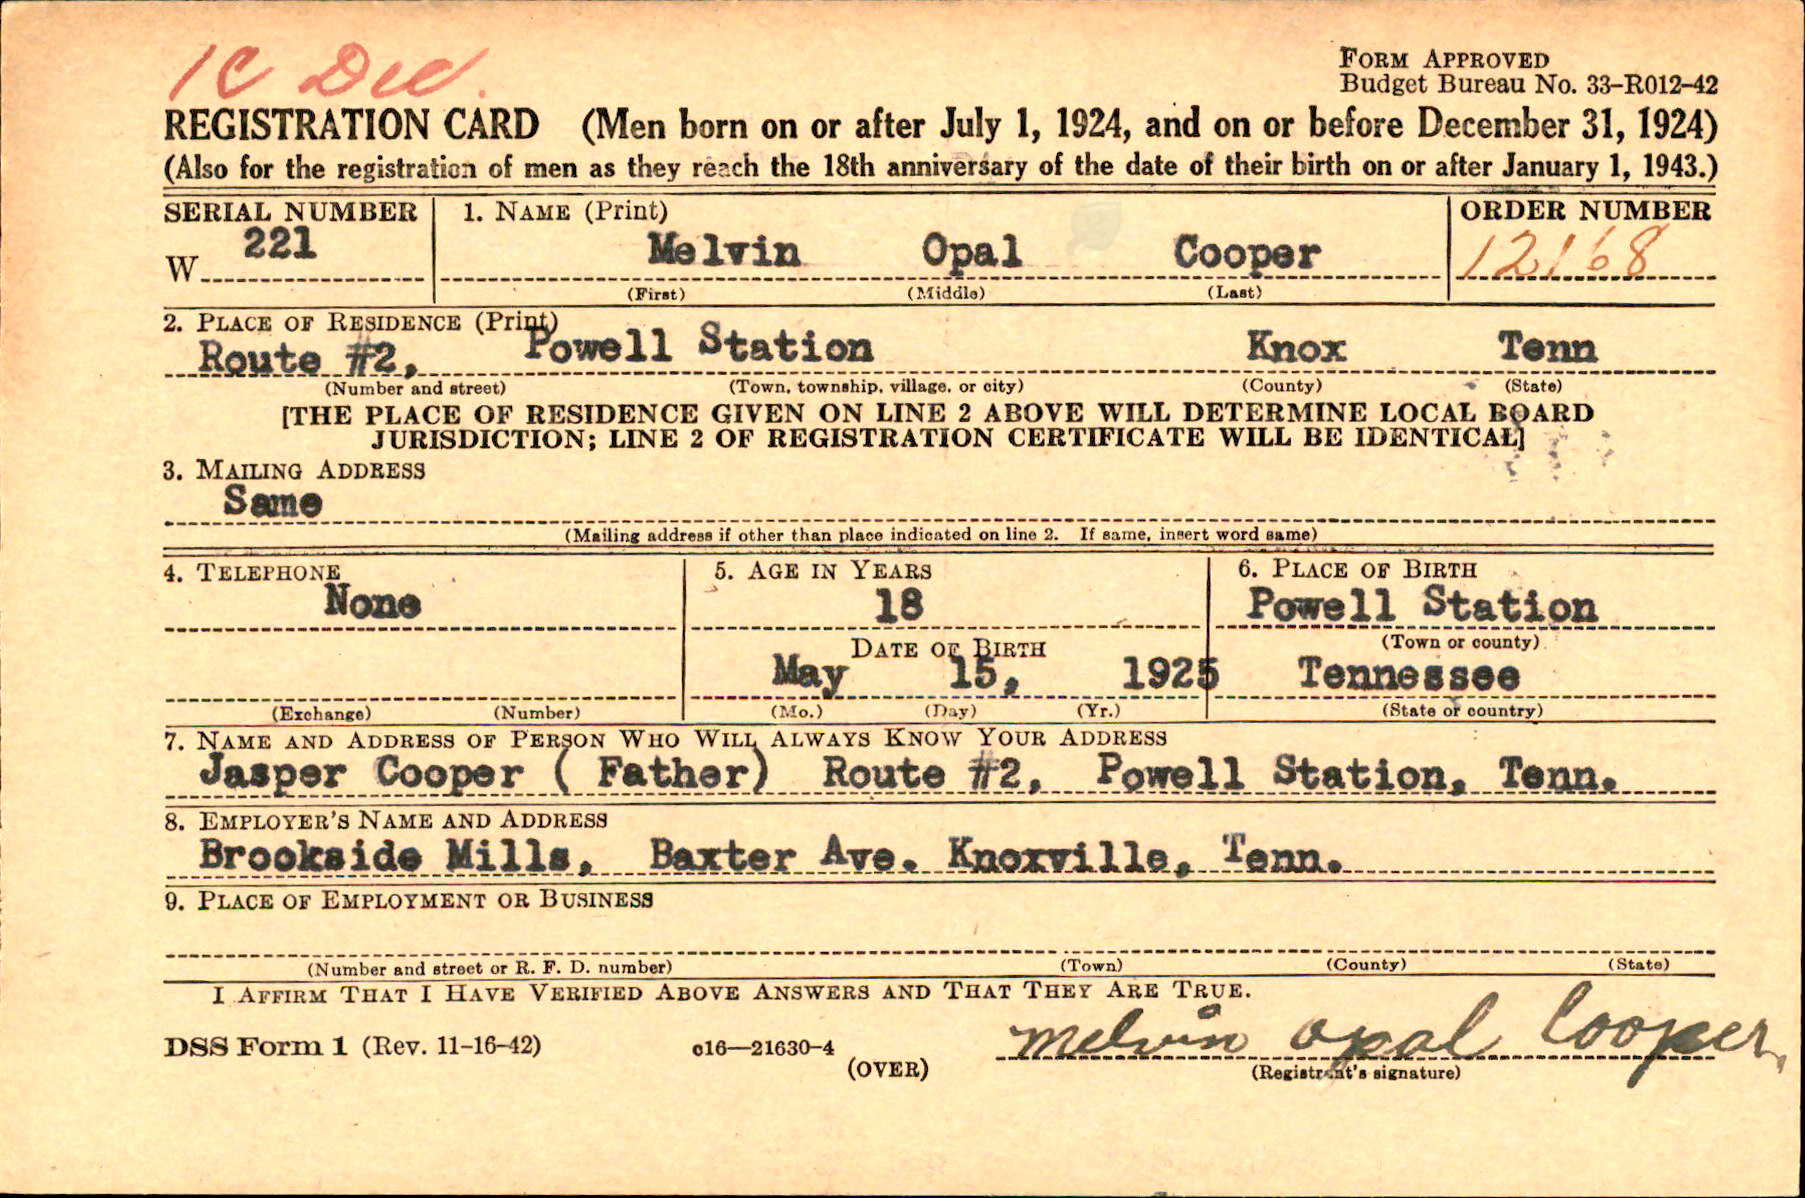 1C Dec.
FORM APPROVED
Budget Bureau No. 33-R012-42
REGISTRATION CARD (Men born on or after July 1, 1924, and on or before December 31, 1924)
(Also for the registration of men as they reach the 18th anniversary of the date of their birth on or after January 1, 1943.)
SERIAL NUMBER 1. NAME (Print) ORDER NUMBER
W 221 Melvin Opal Cooper 12168
(First) (Middle) (Last)
2. PLACE OF RESIDENCE (Print)
Route #2, Powell Station Knox Tenn
(Number and street) (Town, township, village, or city) (County) (State)
[THE PLACE OF RESIDENCE GIVEN ON LINE 2 ABOVE WILL DETERMINE LOCAL BOARD
JURISDICTION; LINE 2 OF REGISTRATION CERTIFICATE WILL BE IDENTICAL]
3. MAILING ADDRESS
Same
(Mailing address if other than place indicated on line 2. If same, insert word same)
4. TELEPHONE 5. AGE IN YEARS 6. PLACE OF BIRTH
None 18 Powell Station
DATE OF BIRTH (Town or county)
May 15, 1925 Tennessee
(Exchange) (Number) (Mo.) (Day) (Yr.) (State or country)
7. NAME AND ADDRESS OF PERSON WHO WILL ALWAYS KNOW YOUR ADDRESS
Jasper Cooper ( Father) Route #2, Powell Station, Tenn.
8. EMPLOYER'S NAME AND ADDRESS
Brookside Mills, Baxter Ave. Knoxville, Tenn.
9. PLACE OF EMPLOYMENT OR BUSINESS
(Number and street or R. F. D. number) (Town) (County) (State)
I AFFIRM THAT I HAVE VERIFIED ABOVE ANSWERS AND THAT THEY ARE TRUE.
DSS Form 1 (Rev. 11-16-42) c16—21630-4 Melvin Opal Cooper
(OVER) (Registrant's signature)